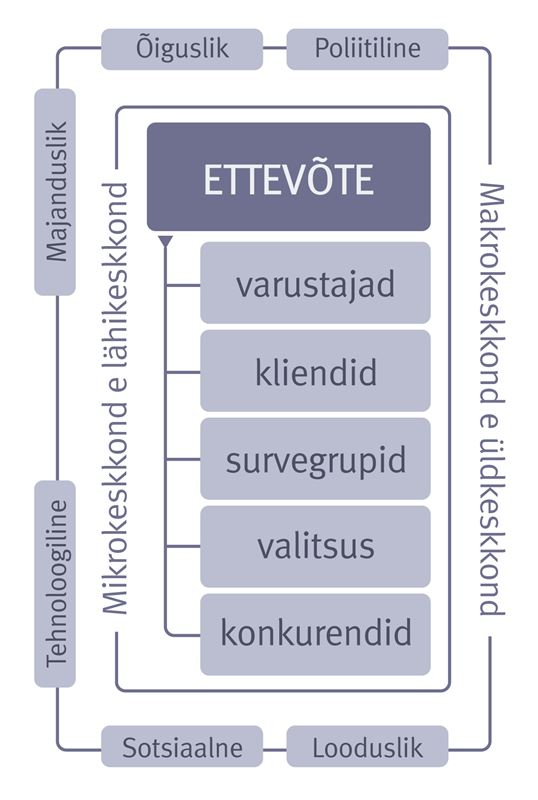 Õiguslik
Poliitiline
Majanduslik
Tehnoloogiline
Mikrokeskkond e lähikeskkond
ETTEVÕTE
varustajad
kliendid
survegrupid
valitsus
konkurendid
Makrokeskkond e üldkeskkond
Sotsiaalne
Looduslik